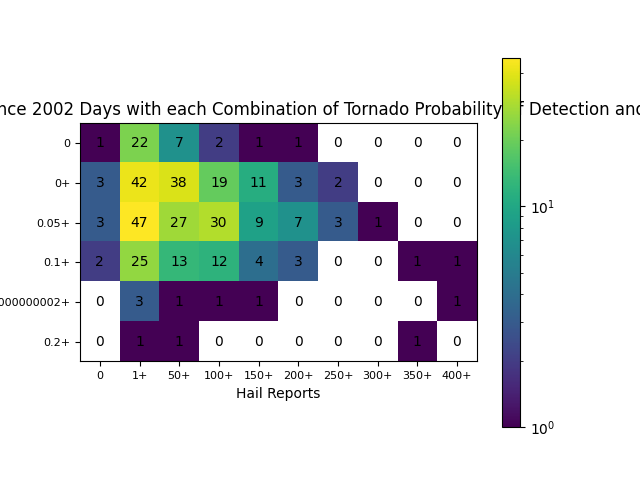 nce 2002 Days with each Combination of Tornado Probability of Detection and
0 1 22 7 2 1 1 0 0 0 0
0+ 3 42 38 19 11 3 2 0 0 0
0.05+ 3 47 27 30 9 7 3 1 0 0
0.1+ 2 25 13 12 4 3 0 0 1 1
000000002+ 0 3 1 1 1 0 0 0 0 1
0.2+ 0 1 1 0 0 0 0 0 1 0
0 1+ 50+ 100+ 150+ 200+ 250+ 300+ 350+ 400+
Hail Reports
10¹
10⁰